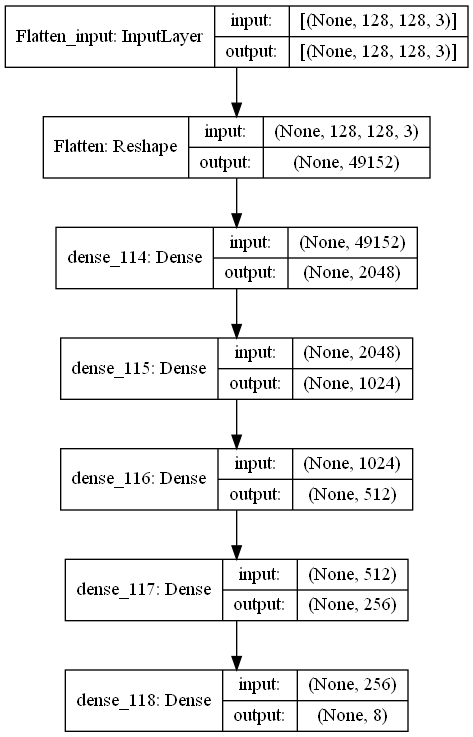 Flatten_input: InputLayer
input: [(None, 128, 128, 3)]
output: [(None, 128, 128, 3)]
Flatten: Reshape
input: (None, 128, 128, 3)
output: (None, 49152)
dense_114: Dense
input: (None, 49152)
output: (None, 2048)
dense_115: Dense
input: (None, 2048)
output: (None, 1024)
dense_116: Dense
input: (None, 1024)
output: (None, 512)
dense_117: Dense
input: (None, 512)
output: (None, 256)
dense_118: Dense
input: (None, 256)
output: (None, 8)